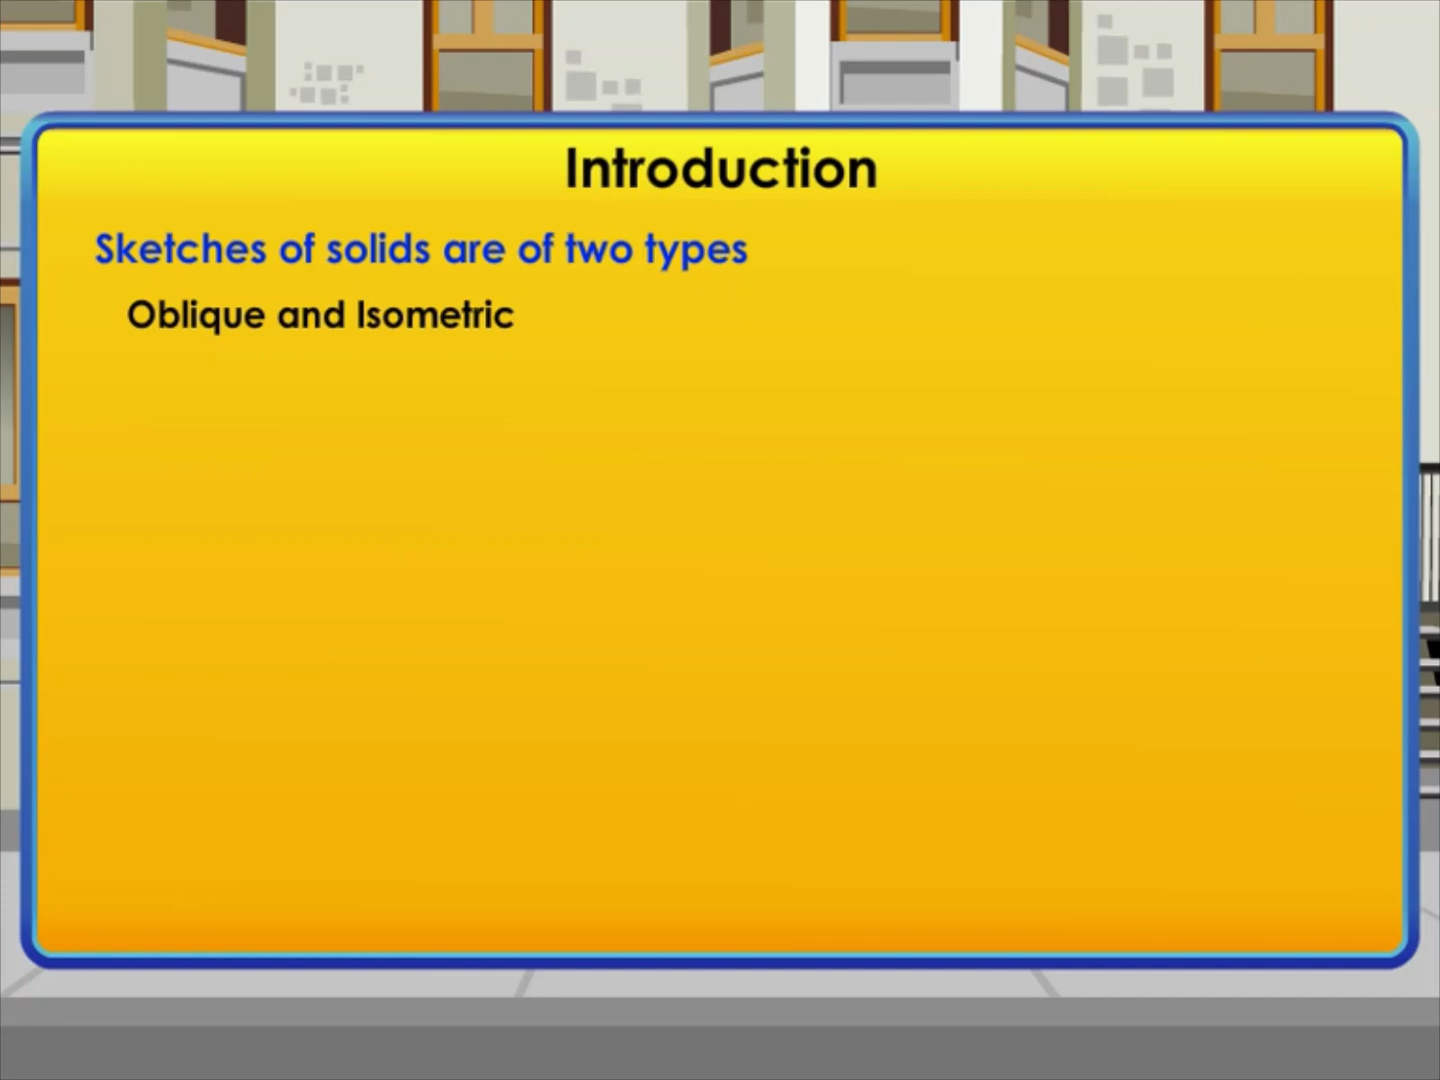 Introduction
Sketches of solids are of two types
Oblique and Isometric